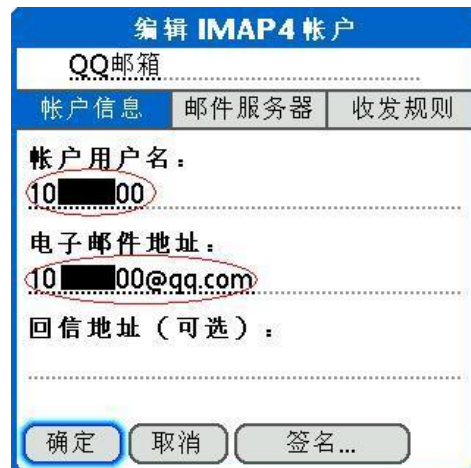 编辑 IMAP4 帐户
QQ邮箱
帐户信息 邮件服务器 收发规则
帐户用户名：
10 00
电子邮件地址：
10 00@qq.com
回信地址（可选）：
确定 取消 签名...